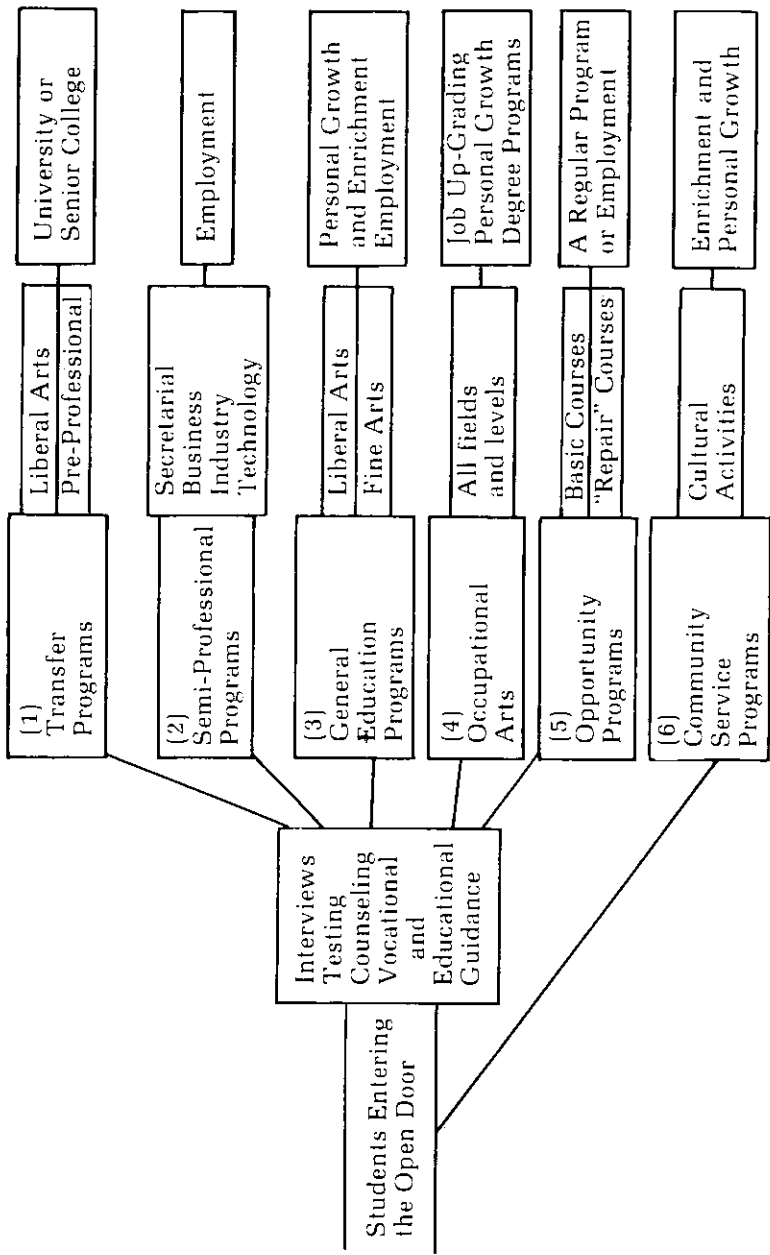 Students Entering
the Open Door
Interviews
Testing
Counseling
Vocational
and
Educational
Guidance
(1)
Transfer
Programs
Liberal Arts
Pre-Professional
University or
Senior College
(2)
Semi-Professional
Programs
Secretarial
Business
Industry
Technology
Employment
(3)
General
Education
Programs
Liberal Arts
Fine Arts
Personal Growth
and Enrichment
Employment
(4)
Occupational
Arts
All fields
and levels
Job Up-Grading
Personal Growth
Degree Programs
(5)
Opportunity
Programs
Basic Courses
"Repair" Courses
A Regular Program
or Employment
(6)
Community
Service
Programs
Cultural
Activities
Enrichment and
Personal Growth